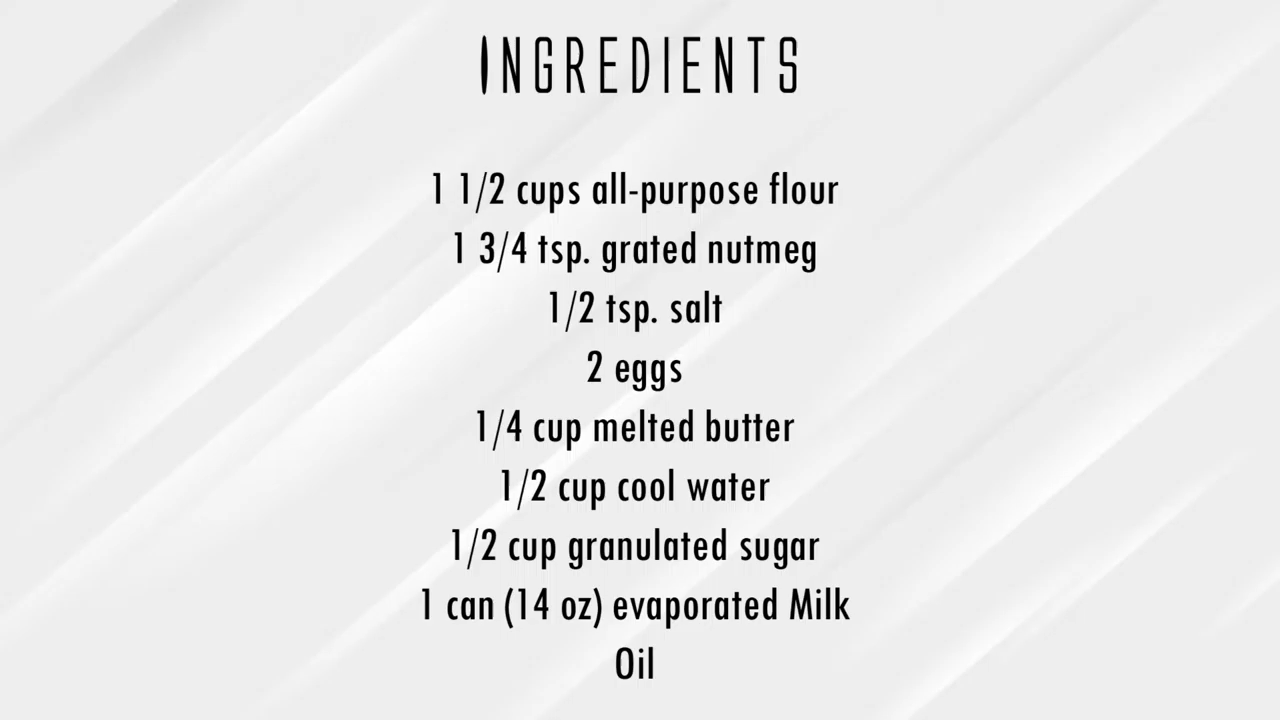 INGREDIENTS
1 1/2 cups all-purpose flour
1 3/4 tsp. grated nutmeg
1/2 tsp. salt
2 eggs
1/4 cup melted butter
1/2 cup cool water
1/2 cup granulated sugar
1 can (14 oz) evaporated Milk
Oil